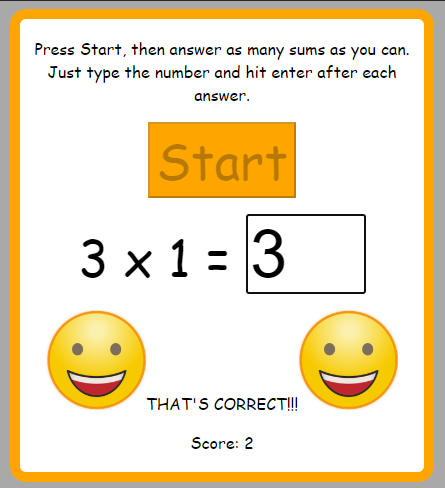 Press Start, then answer as many sums as you can.
Just type the number and hit enter after each
answer.
Start
3 x 1 = 3
THAT'S CORRECT!!!
Score: 2